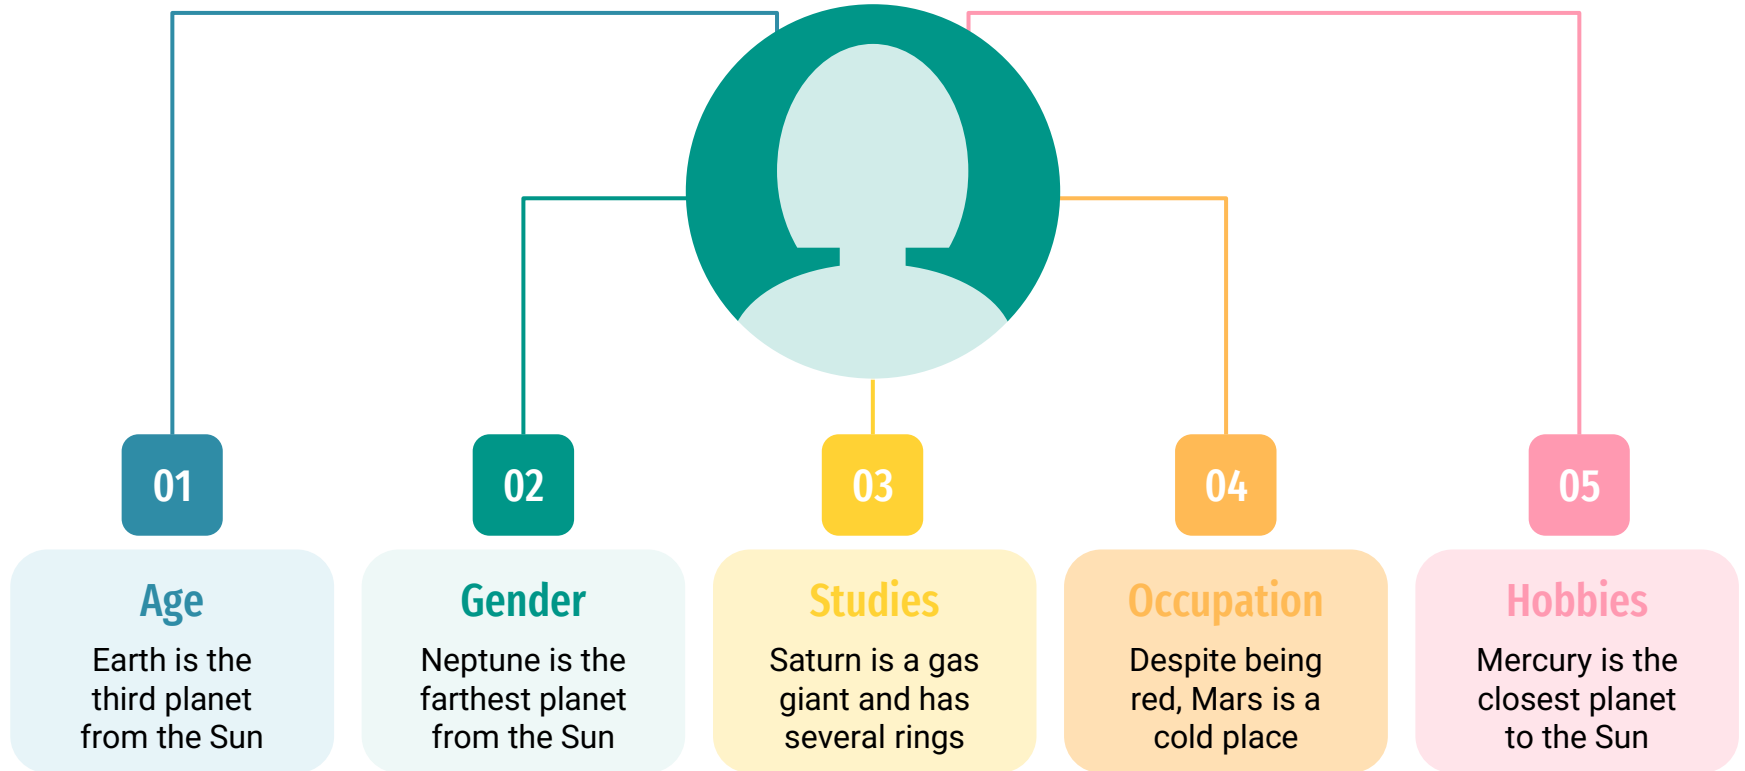 01
Age
Earth is the
third planet
from the Sun
02
Gender
Neptune is the
farthest planet
from the Sun
03
Studies
Saturn is a gas
giant and has
several rings
04
Occupation
Despite being
red, Mars is a
cold place
05
Hobbies
Mercury is the
closest planet
to the Sun